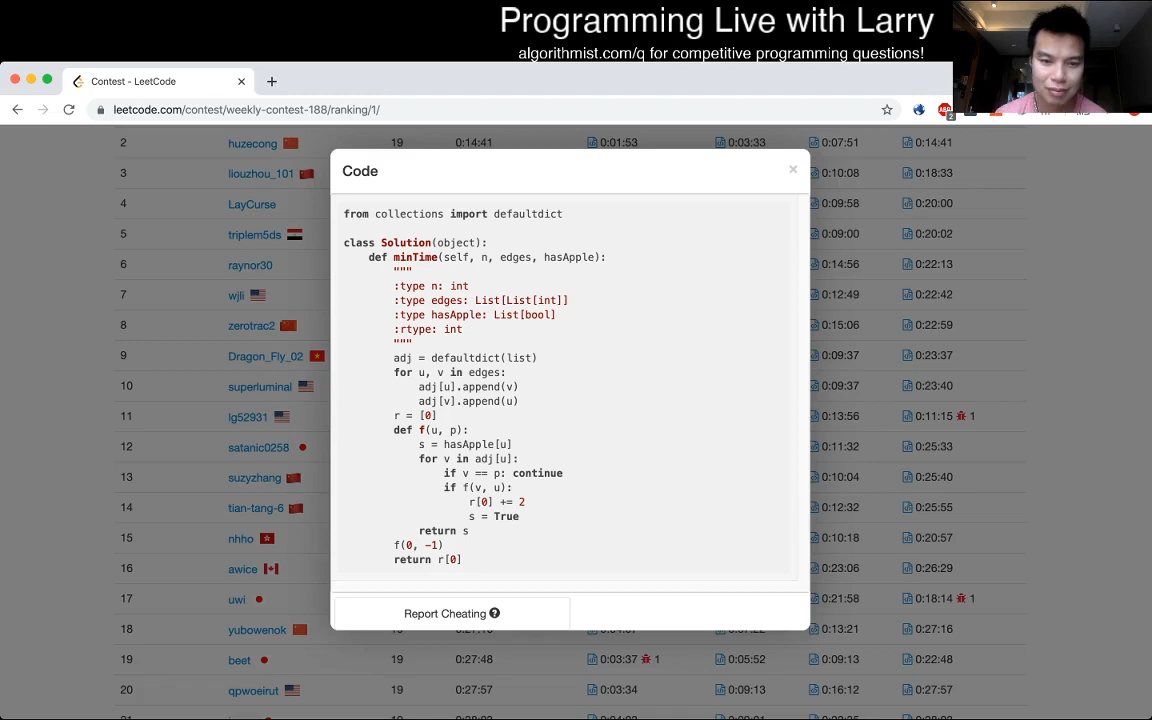 Programming Live with Larry
algorithmist.com/q for competitive programming questions!
Contest - LeetCode
leetcode.com/contest/weekly-contest-188/ranking/1/
2 huzecong 19 0:14:41 0:01:53 0:03:33 0:07:51 0:14:41
3 liouzhou_101 0:10:08 0:18:33
4 LayCurse 0:09:58 0:20:00
5 triplem5ds 0:09:00 0:20:02
6 raynor30 0:14:56 0:22:13
7 wjli 0:12:49 0:22:42
8 zerotrac2 0:15:06 0:22:59
9 Dragon_Fly_02 0:09:37 0:23:37
10 superluminal 0:09:37 0:23:40
11 lg52931 0:13:56 0:11:15 1
12 satanic0258 0:11:32 0:25:33
13 suzyzhang 0:10:04 0:25:40
14 tian-tang-6 0:12:32 0:25:55
15 nhho 0:10:18 0:20:57
16 awice 0:23:06 0:26:29
17 uwi 0:21:58 0:18:14 1
18 yubowenok 0:13:21 0:27:16
19 beet 19 0:27:48 0:03:37 1 0:05:52 0:09:13 0:22:48
20 qpwoeirut 19 0:27:57 0:03:34 0:09:13 0:16:12 0:27:57
Code ×
from collections import defaultdict
class Solution(object):
def minTime(self, n, edges, hasApple):
"""
:type n: int
:type edges: List[List[int]]
:type hasApple: List[bool]
:rtype: int
"""
adj = defaultdict(list)
for u, v in edges:
adj[u].append(v)
adj[v].append(u)
r = [0]
def f(u, p):
s = hasApple[u]
for v in adj[u]:
if v == p: continue
if f(v, u):
r[0] += 2
s = True
return s
f(0, -1)
return r[0]
Report Cheating